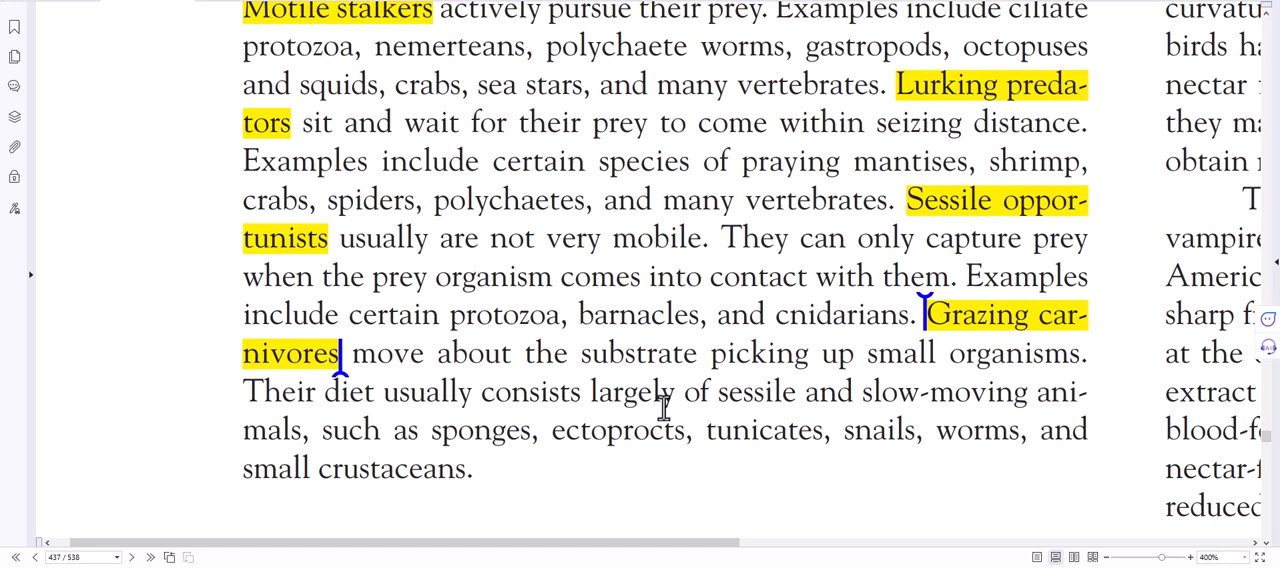 Motile stalkers actively pursue their prey. Examples include ciliate
protozoa, nemerteans, polychaete worms, gastropods, octopuses
and squids, crabs, sea stars, and many vertebrates. Lurking preda-
tors sit and wait for their prey to come within seizing distance.
Examples include certain species of praying mantises, shrimp,
crabs, spiders, polychaetes, and many vertebrates. Sessile oppor-
tunists usually are not very mobile. They can only capture prey
when the prey organism comes into contact with them. Examples
include certain protozoa, barnacles, and cnidarians. Grazing car-
nivores move about the substrate picking up small organisms.
Their diet usually consists largely of sessile and slow-moving ani-
mals, such as sponges, ectoprocts, tunicates, snails, worms, and
small crustaceans.
curvatu
birds ha
nectar
they ma
obtain
T
vampire
Americ
sharp f
at the
extract
blood-f
nectar-f
reduced
437 / 538
400%